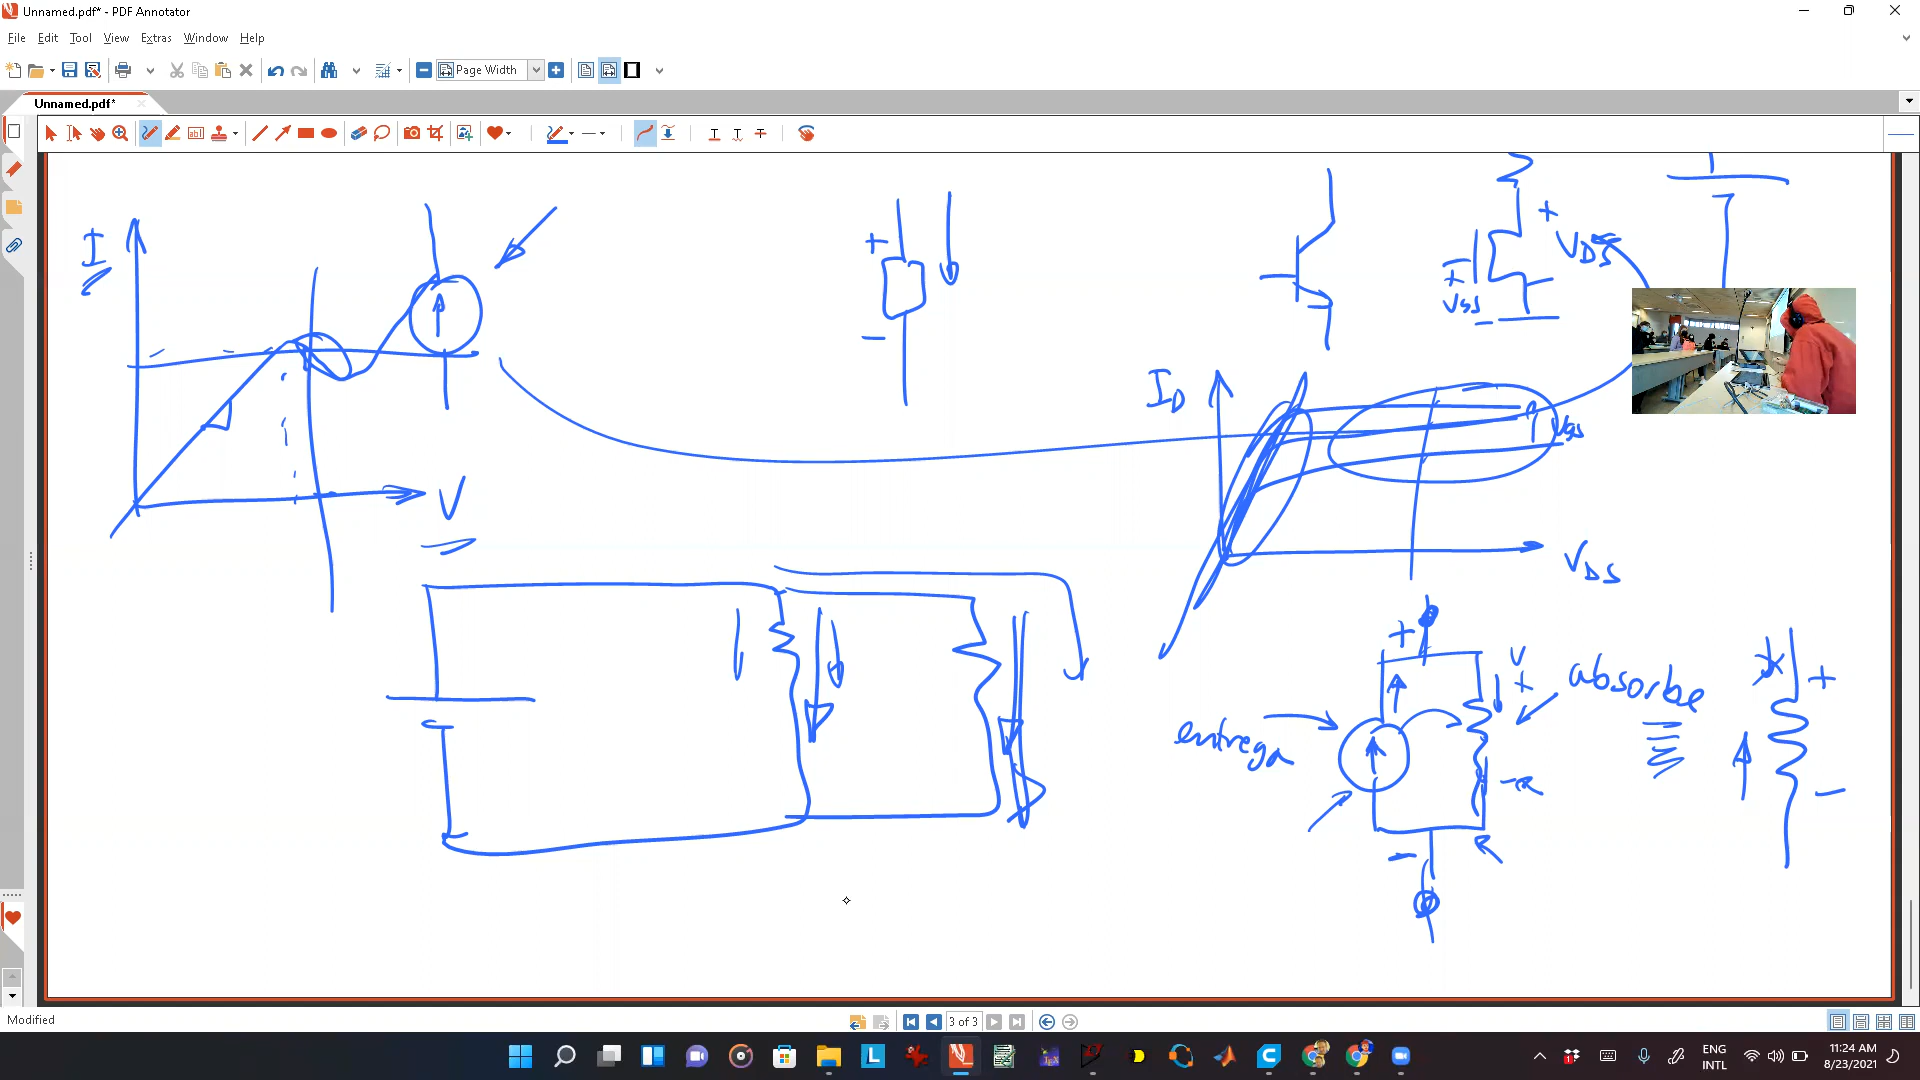 Unnamed.pdf* - PDF Annotator
File Edit Tool View Extras Window Help
Page Width
Unnamed.pdf*
I
V
+
-
+
VDS
+
VGS
ID
VGS
VDS
+
V
+
absorbe
entrega
-R
-
R
+
-
Modified
3 of 3
ENG
INTL
11:24 AM
8/23/2021